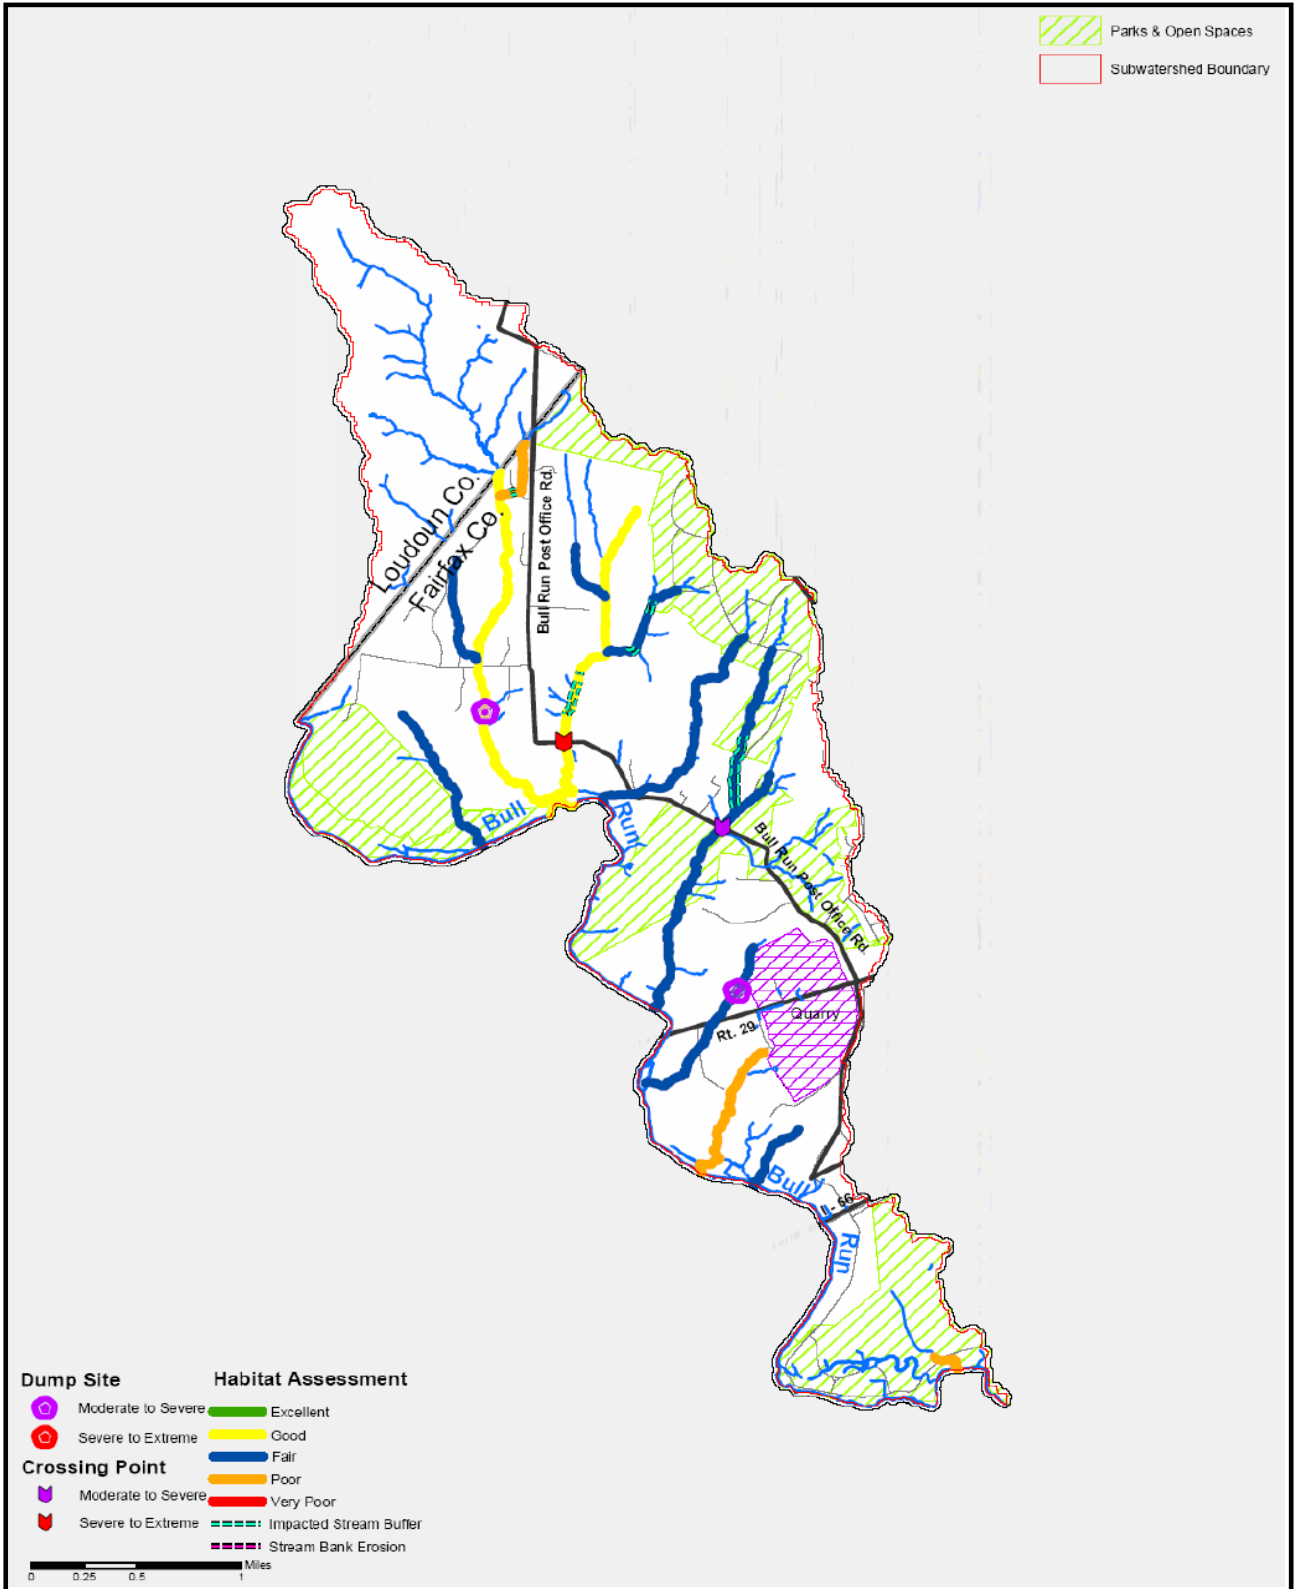 Parks & Open Spaces
Subwatershed Boundary
Loudoun Co.
Fairfax Co.
Bull Run Post Office Rd.
Bull
Run
Bull Run Post Office Rd.
Quarry
Rt. 29
Bull
I- 66
Run
Dump Site
Moderate to Severe
Severe to Extreme
Crossing Point
Moderate to Severe
Severe to Extreme
Habitat Assessment
Excellent
Good
Fair
Poor
Very Poor
Impacted Stream Buffer
Stream Bank Erosion
Miles
0 0.25 0.5 1